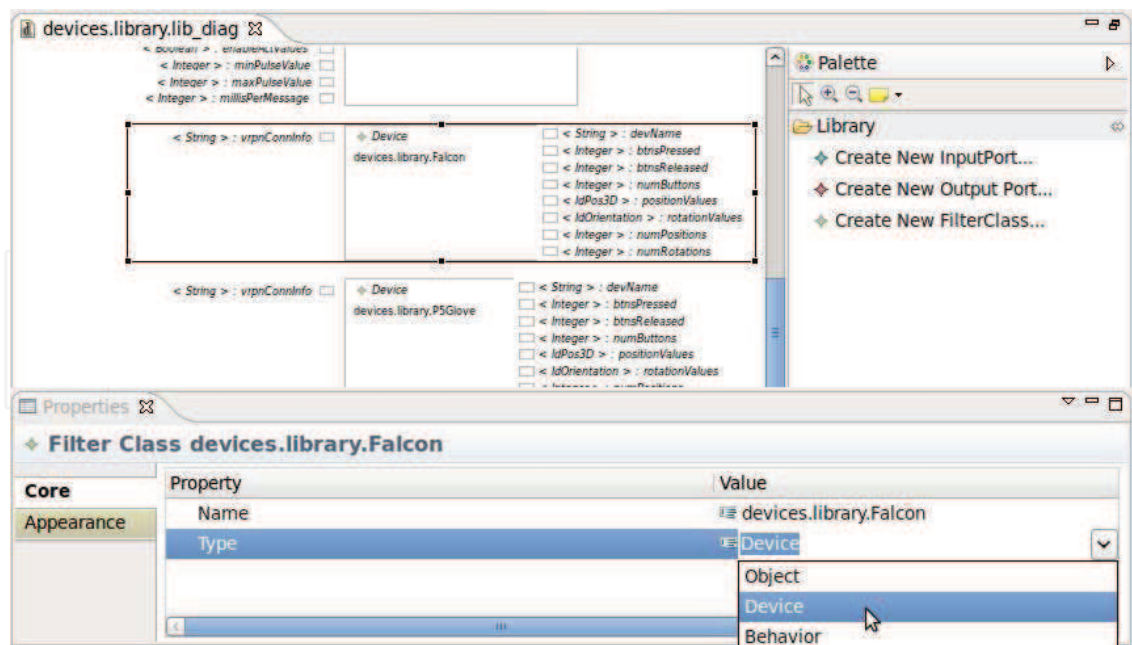 devices.library.lib_diag
< Boolean > : enableActValues
< Integer > : minPulseValue
< Integer > : maxPulseValue
< Integer > : millisPerMessage
< String > : vrpnConnInfo
Device
devices.library.Falcon
< String > : devName
< Integer > : btnsPressed
< Integer > : btnsReleased
< Integer > : numButtons
< IdPos3D > : positionValues
< IdOrientation > : rotationValues
< Integer > : numPositions
< Integer > : numRotations
< String > : vrpnConnInfo
Device
devices.library.P5Glove
< String > : devName
< Integer > : btnsPressed
< Integer > : btnsReleased
< Integer > : numButtons
< IdPos3D > : positionValues
< IdOrientation > : rotationValues
< Integer > : numPositions
Palette
Library
Create New InputPort...
Create New Output Port...
Create New FilterClass...
Properties
Filter Class devices.library.Falcon
Core
Appearance
Property Value
Name devices.library.Falcon
Type Device
Object
Device
Behavior